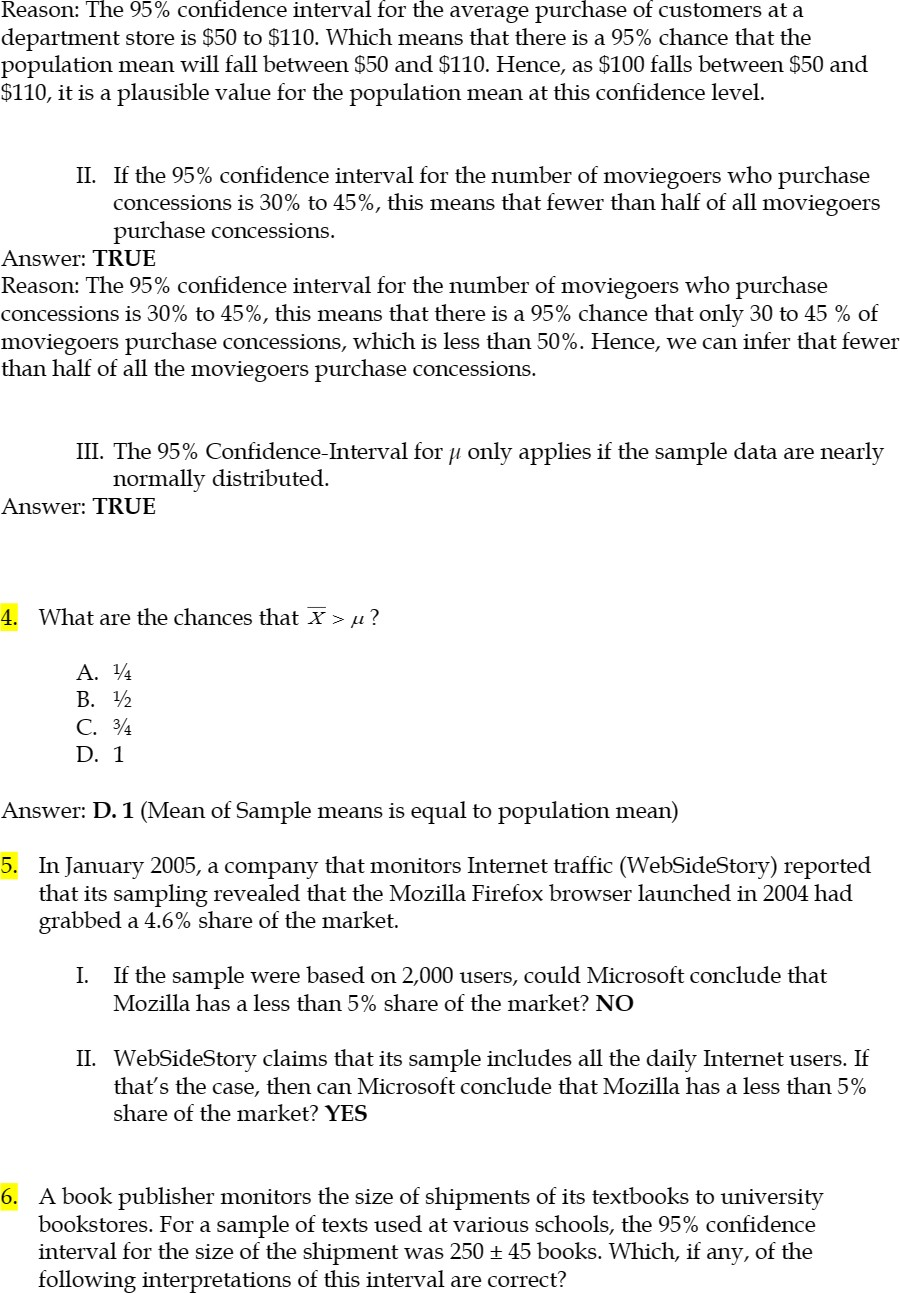 Reason: The 95% confidence interval for the average purchase of customers at a
department store is $50 to $110. Which means that there is a 95% chance that the
population mean will fall between $50 and $110. Hence, as $100 falls between $50 and
$110, it is a plausible value for the population mean at this confidence level.
II. If the 95% confidence interval for the number of moviegoers who purchase
concessions is 30% to 45%, this means that fewer than half of all moviegoers
purchase concessions.
Answer: TRUE
Reason: The 95% confidence interval for the number of moviegoers who purchase
concessions is 30% to 45%, this means that there is a 95% chance that only 30 to 45 % of
moviegoers purchase concessions, which is less than 50%. Hence, we can infer that fewer
than half of all the moviegoers purchase concessions.
III. The 95% Confidence-Interval for μ only applies if the sample data are nearly
normally distributed.
Answer: TRUE
4. What are the chances that X̅ > μ ?
A. ¼
B. ½
C. ¾
D. 1
Answer: D. 1 (Mean of Sample means is equal to population mean)
5. In January 2005, a company that monitors Internet traffic (WebSideStory) reported
that its sampling revealed that the Mozilla Firefox browser launched in 2004 had
grabbed a 4.6% share of the market.
I. If the sample were based on 2,000 users, could Microsoft conclude that
Mozilla has a less than 5% share of the market? NO
II. WebSideStory claims that its sample includes all the daily Internet users. If
that's the case, then can Microsoft conclude that Mozilla has a less than 5%
share of the market? YES
6. A book publisher monitors the size of shipments of its textbooks to university
bookstores. For a sample of texts used at various schools, the 95% confidence
interval for the size of the shipment was 250 ± 45 books. Which, if any, of the
following interpretations of this interval are correct?